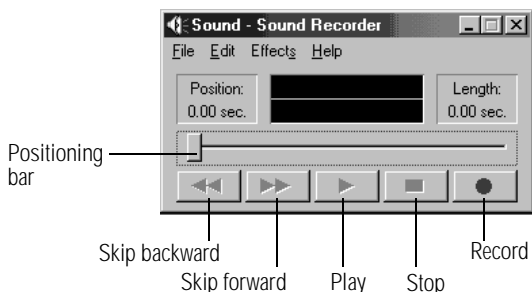 Sound - Sound Recorder
File Edit Effects Help
Position:
0.00 sec.
Length:
0.00 sec.
Positioning
bar
Skip backward
Skip forward
Play
Stop
Record